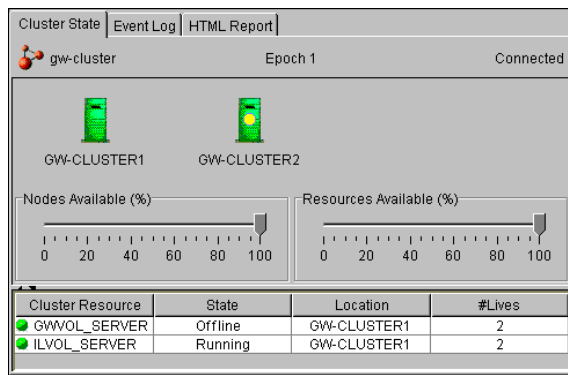 Cluster State Event Log HTML Report
gw-cluster Epoch 1 Connected
GW-CLUSTER1 GW-CLUSTER2
Nodes Available (%) Resources Available (%)
0 20 40 60 80 100 0 20 40 60 80 100
Cluster Resource State Location #Lives
GWVOL_SERVER Offline GW-CLUSTER1 2
ILVOL_SERVER Running GW-CLUSTER1 2